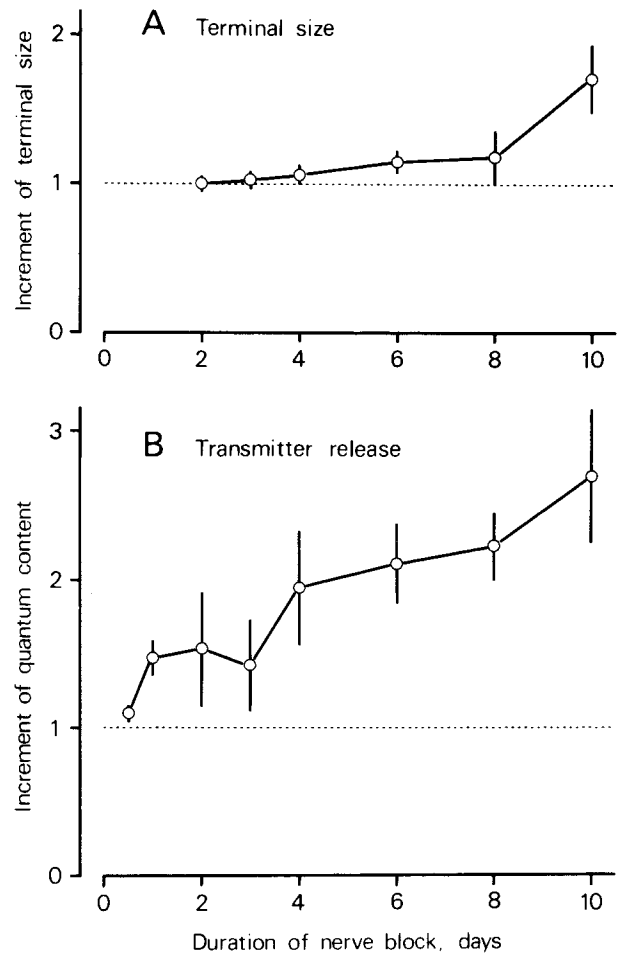 A Terminal size
Increment of terminal size
2
1
0
0 2 4 6 8 10
B Transmitter release
Increment of quantum content
3
2
1
0
0 2 4 6 8 10
Duration of nerve block, days